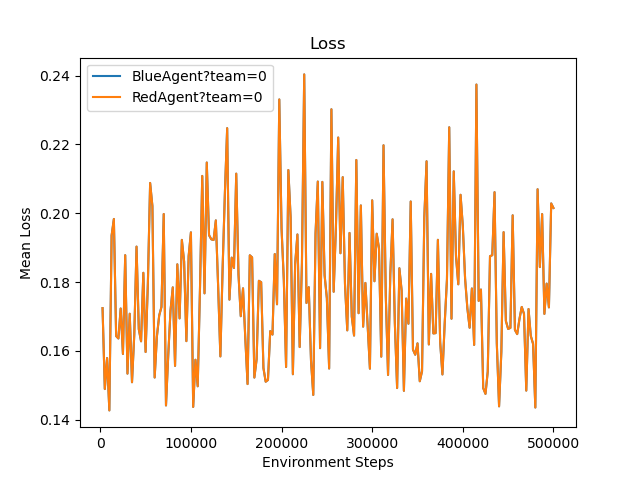 Loss
BlueAgent?team=0
RedAgent?team=0
0.24
0.22
0.20
0.18
0.16
0.14
Mean Loss
0
100000
200000
300000
400000
500000
Environment Steps